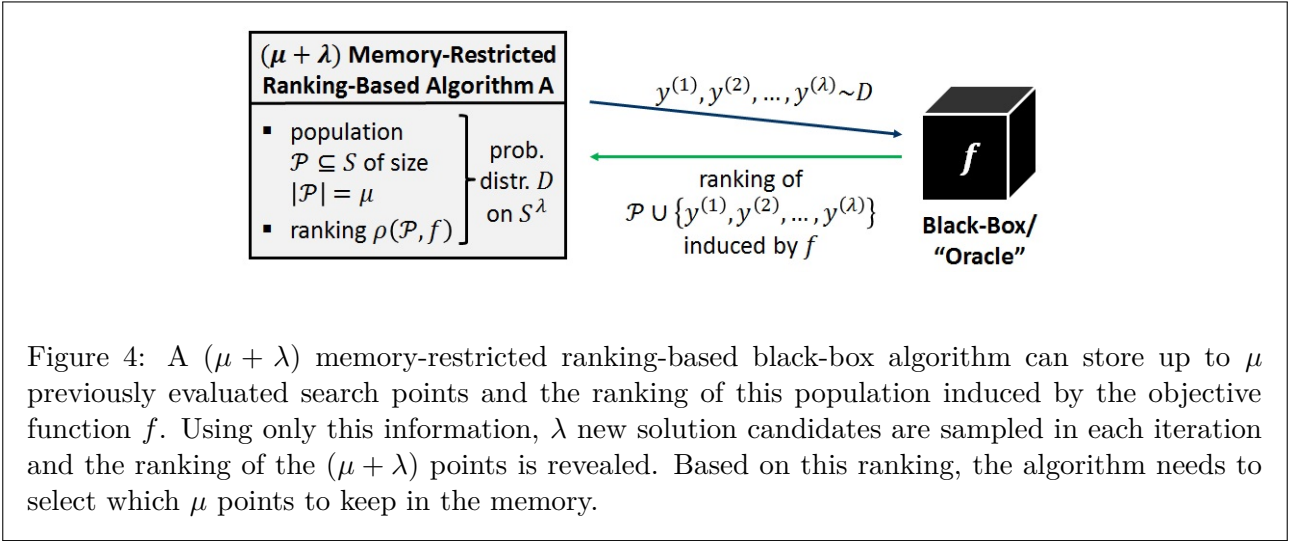 (μ + λ) Memory-Restricted
Ranking-Based Algorithm A
▪ population
𝒫 ⊆ S of size
|𝒫| = μ
▪ ranking ρ(𝒫, f)
prob.
distr. D
on S^λ
y^(1), y^(2), … , y^(λ)~D
ranking of
𝒫 ∪ {y^(1), y^(2), … , y^(λ)}
induced by f
f
Black-Box/
“Oracle”
Figure 4: A (μ + λ) memory-restricted ranking-based black-box algorithm can store up to μ
previously evaluated search points and the ranking of this population induced by the objective
function f. Using only this information, λ new solution candidates are sampled in each iteration
and the ranking of the (μ + λ) points is revealed. Based on this ranking, the algorithm needs to
select which μ points to keep in the memory.